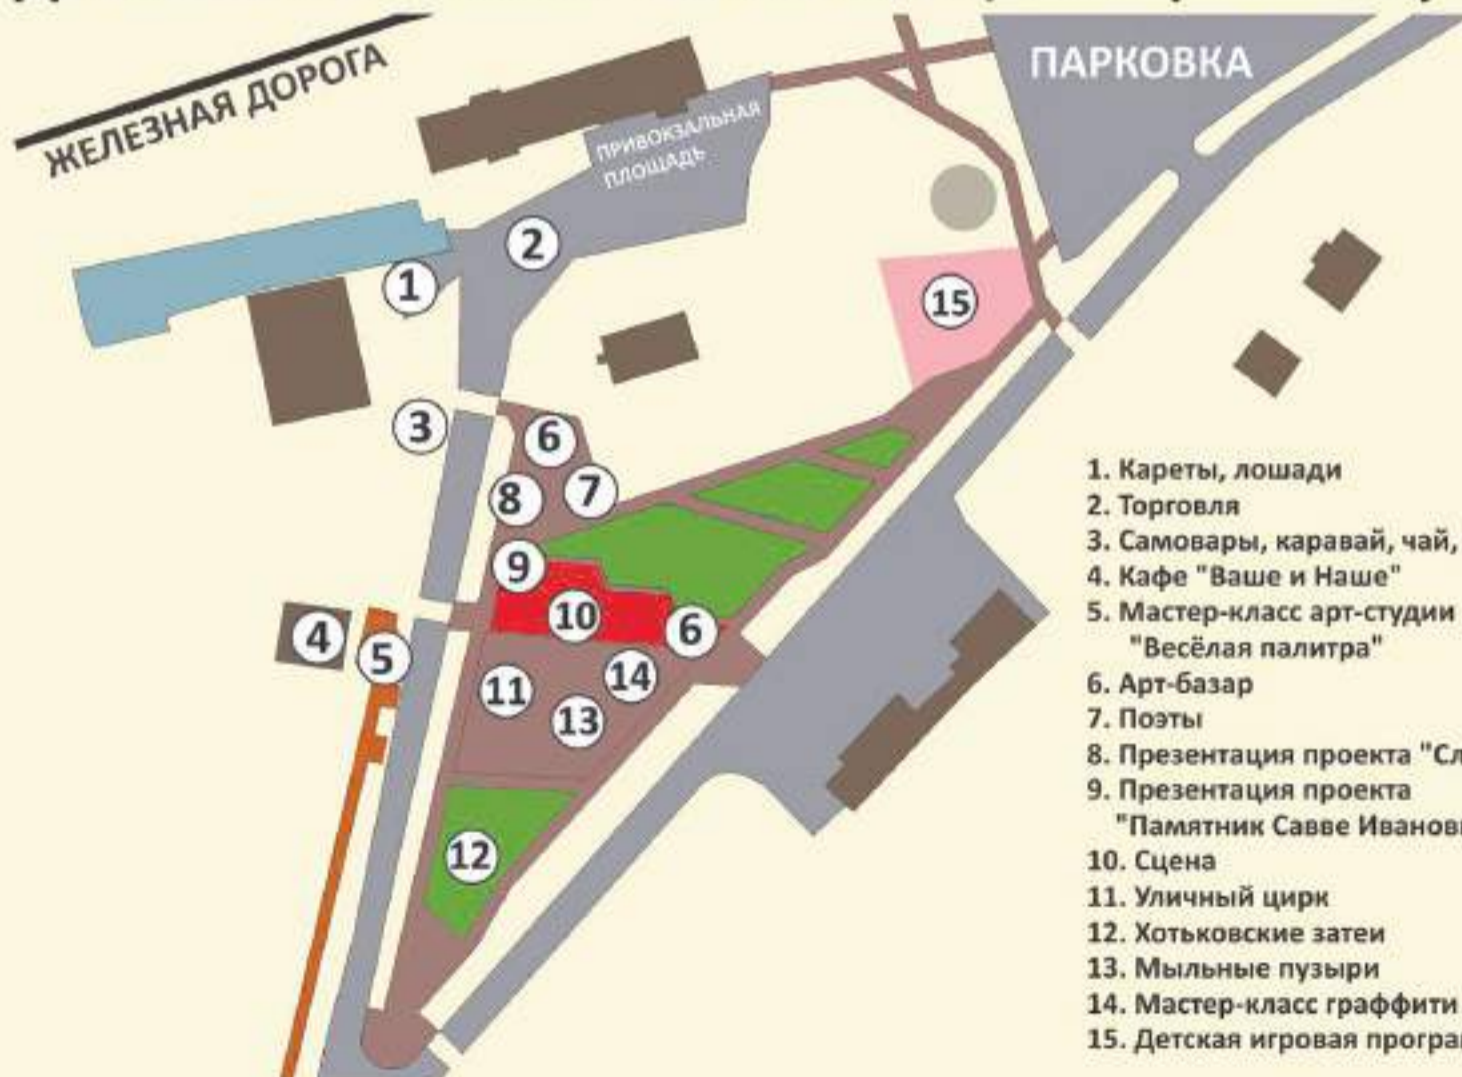 ЖЕЛЕЗНАЯ ДОРОГА
ПАРКОВКА
ПРИВОКЗАЛЬНАЯ
ПЛОЩАДЬ
2
1
15
3
6
8
7
9
10
6
4
5
14
11
13
12
1. Кареты, лошади
2. Торговля
3. Самовары, каравай, чай,
4. Кафе "Ваше и Наше"
5. Мастер-класс арт-студии
"Весёлая палитра"
6. Арт-базар
7. Поэты
8. Презентация проекта
9. Презентация проекта
"Памятник Савве
10. Сцена
11. Уличный цирк
12. Хотьковские затеи
13. Мыльные пузыри
14. Мастер-класс граффити
15. Детская игровая